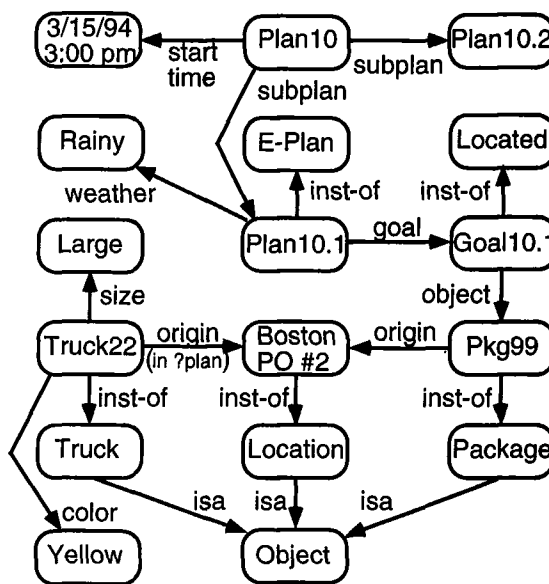 3/15/94
3:00 pm
start
time
Plan10
subplan
Plan10.2
subplan
Rainy
weather
E-Plan
inst-of
Located
inst-of
Large
size
Plan10.1
goal
Goal10.1
object
Truck22
origin
(in ?plan)
Boston
PO #2
origin
Pkg99
inst-of
inst-of
inst-of
Truck
Location
Package
isa
isa
isa
color
Yellow
Object